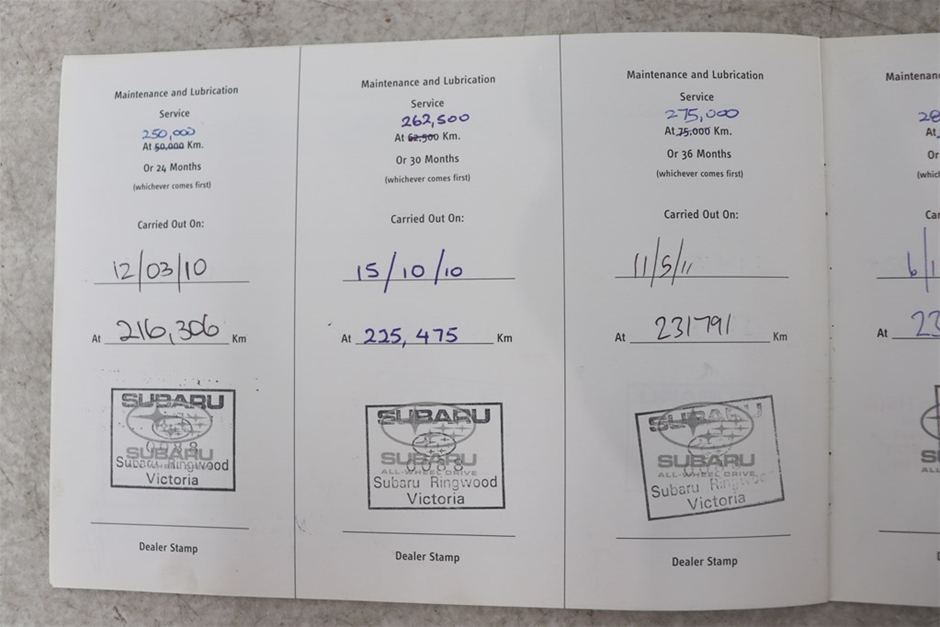 Maintenance and Lubrication
Service
250,000
At 50,000 Km.
Or 24 Months
(whichever comes first)
Carried Out On:
12/03/10
At 216,306 Km
SUBARU
SUBARU
Subaru Ringwood
Victoria
Dealer Stamp
Maintenance and Lubrication
Service
262,500
At 62,500 Km.
Or 30 Months
(whichever comes first)
Carried Out On:
15/10/10
At 225,475 Km
SUBARU
0088
SUBARU
ALL-WHEEL DRIVE
Subaru Ringwood
Victoria
Dealer Stamp
Maintenance and Lubrication
Service
275,000
At 75,000 Km.
Or 36 Months
(whichever comes first)
Carried Out On:
11/5/11
At 231791 Km
SUBARU
SUBARU
ALL-WHEEL DRIVE
Subaru Ringwood
Victoria
Dealer Stamp
At
Or
At 23